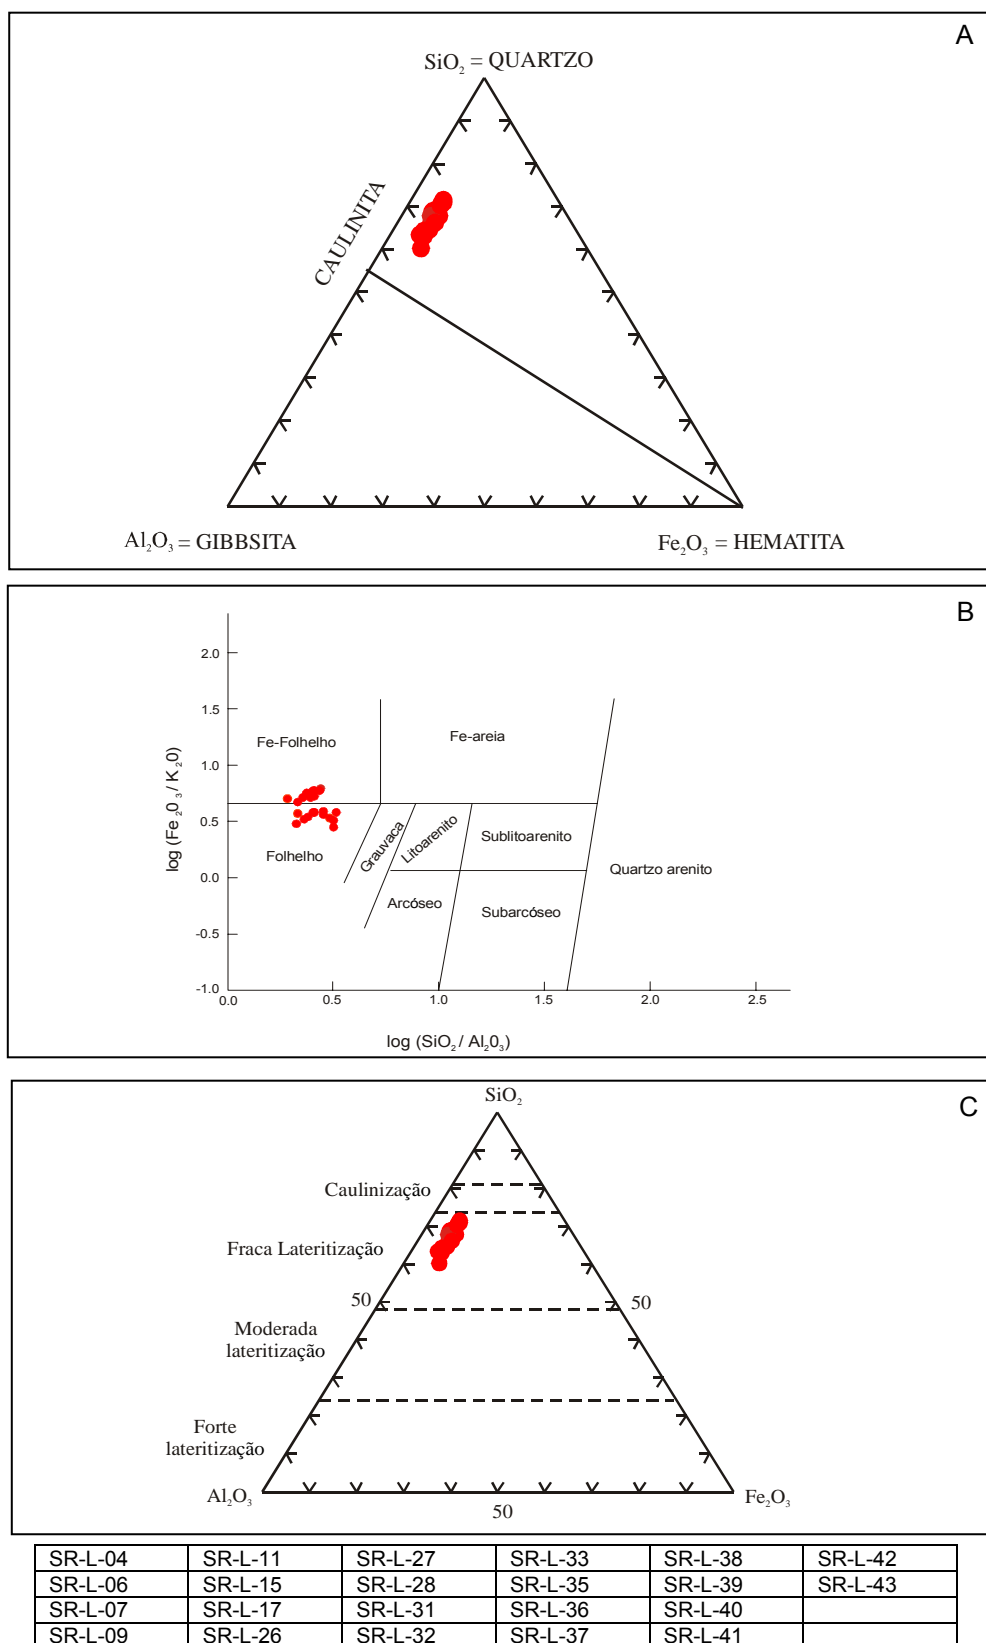 A
SiO₂ = QUARTZO
CAULINITA
Al₂O₃ = GIBBSITA
Fe₂O₃ = HEMATITA
B
log (Fe₂0₃ / K₂0)
2.0
1.5
1.0
0.5
0.0
-0.5
-1.0
Fe-Folhelho
Fe-areia
Folhelho
Grauvaca
Litoarenito
Sublitoarenito
Quartzo arenito
Arcóseo
Subarcóseo
0.0
0.5
1.0
1.5
2.0
2.5
log (SiO₂ / Al₂0₃)
C
SiO₂
Caulinização
Fraca Lateritização
50
50
Moderada
lateritização
Forte
lateritização
Al₂O₃
Fe₂O₃
50
SR-L-04 SR-L-11 SR-L-27 SR-L-33 SR-L-38 SR-L-42
SR-L-06 SR-L-15 SR-L-28 SR-L-35 SR-L-39 SR-L-43
SR-L-07 SR-L-17 SR-L-31 SR-L-36 SR-L-40
SR-L-09 SR-L-26 SR-L-32 SR-L-37 SR-L-41